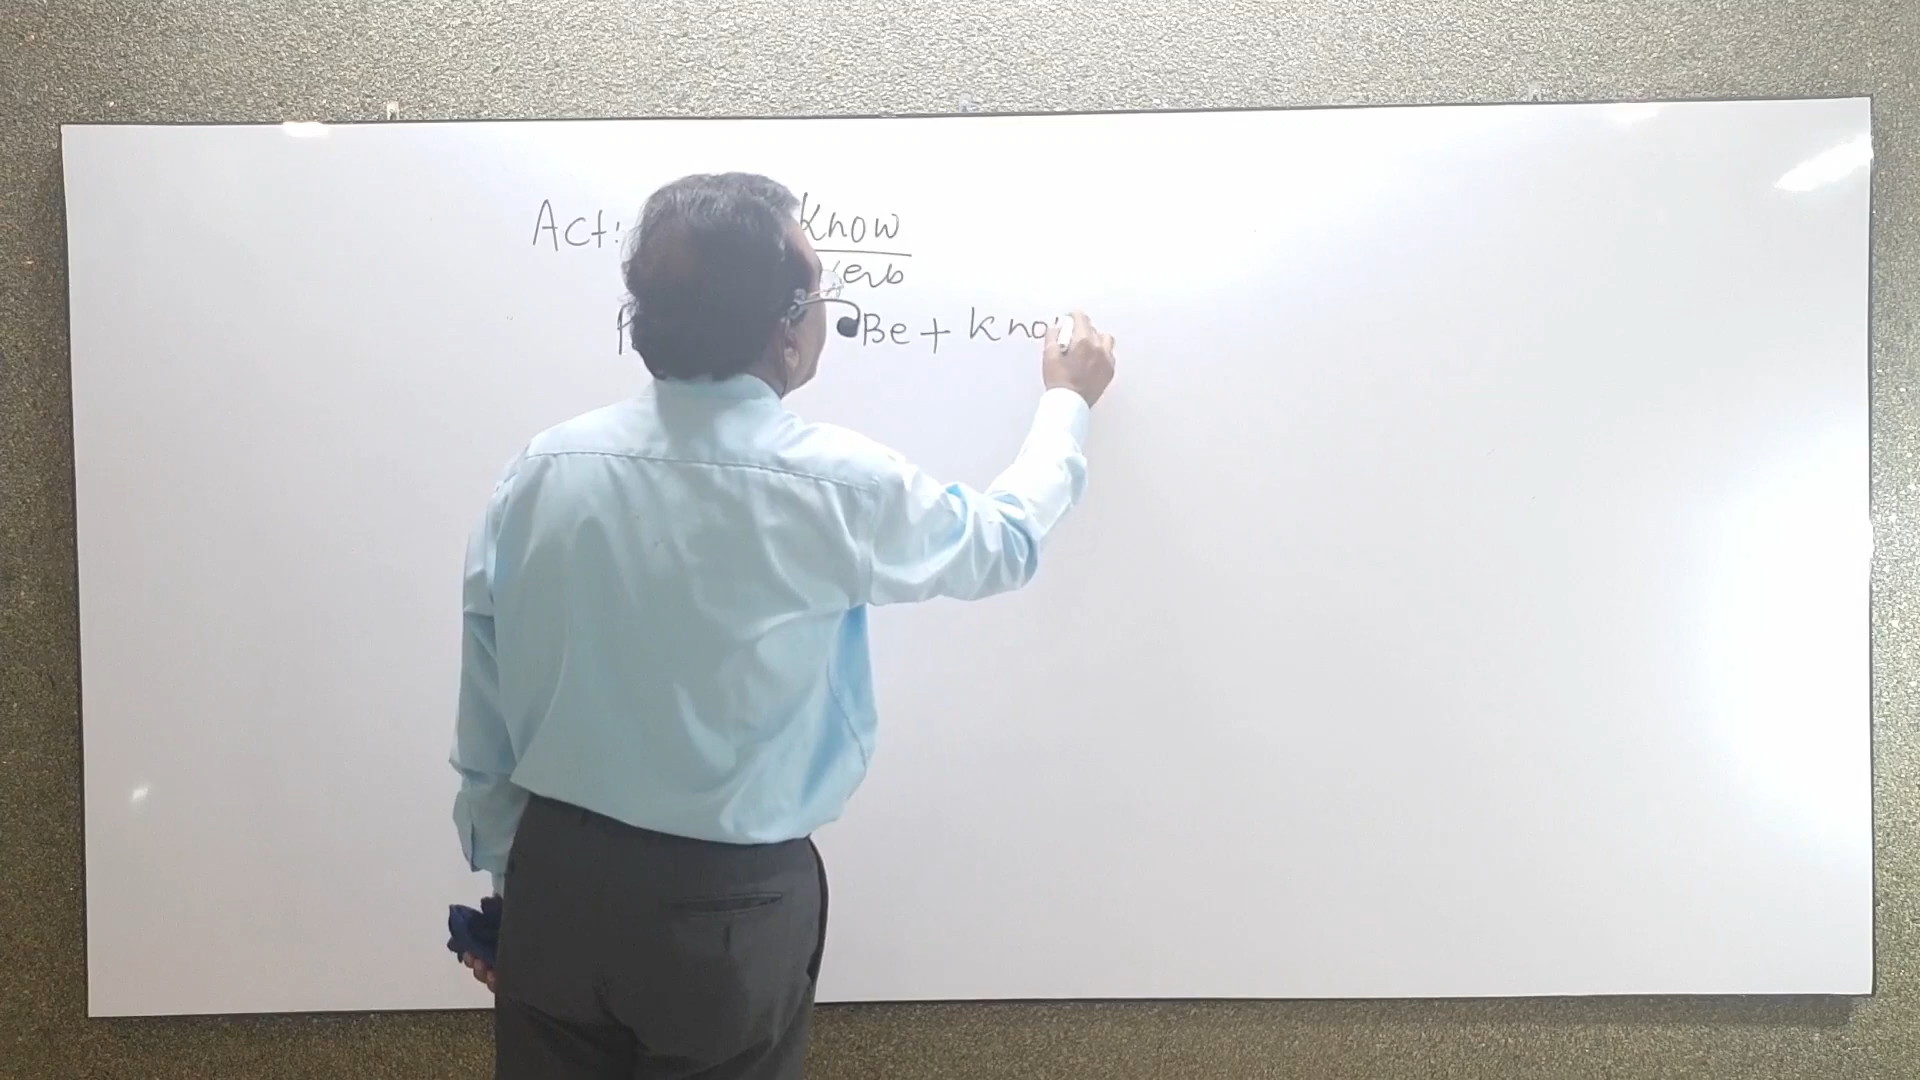 Act: Know
verb
Be + Kno